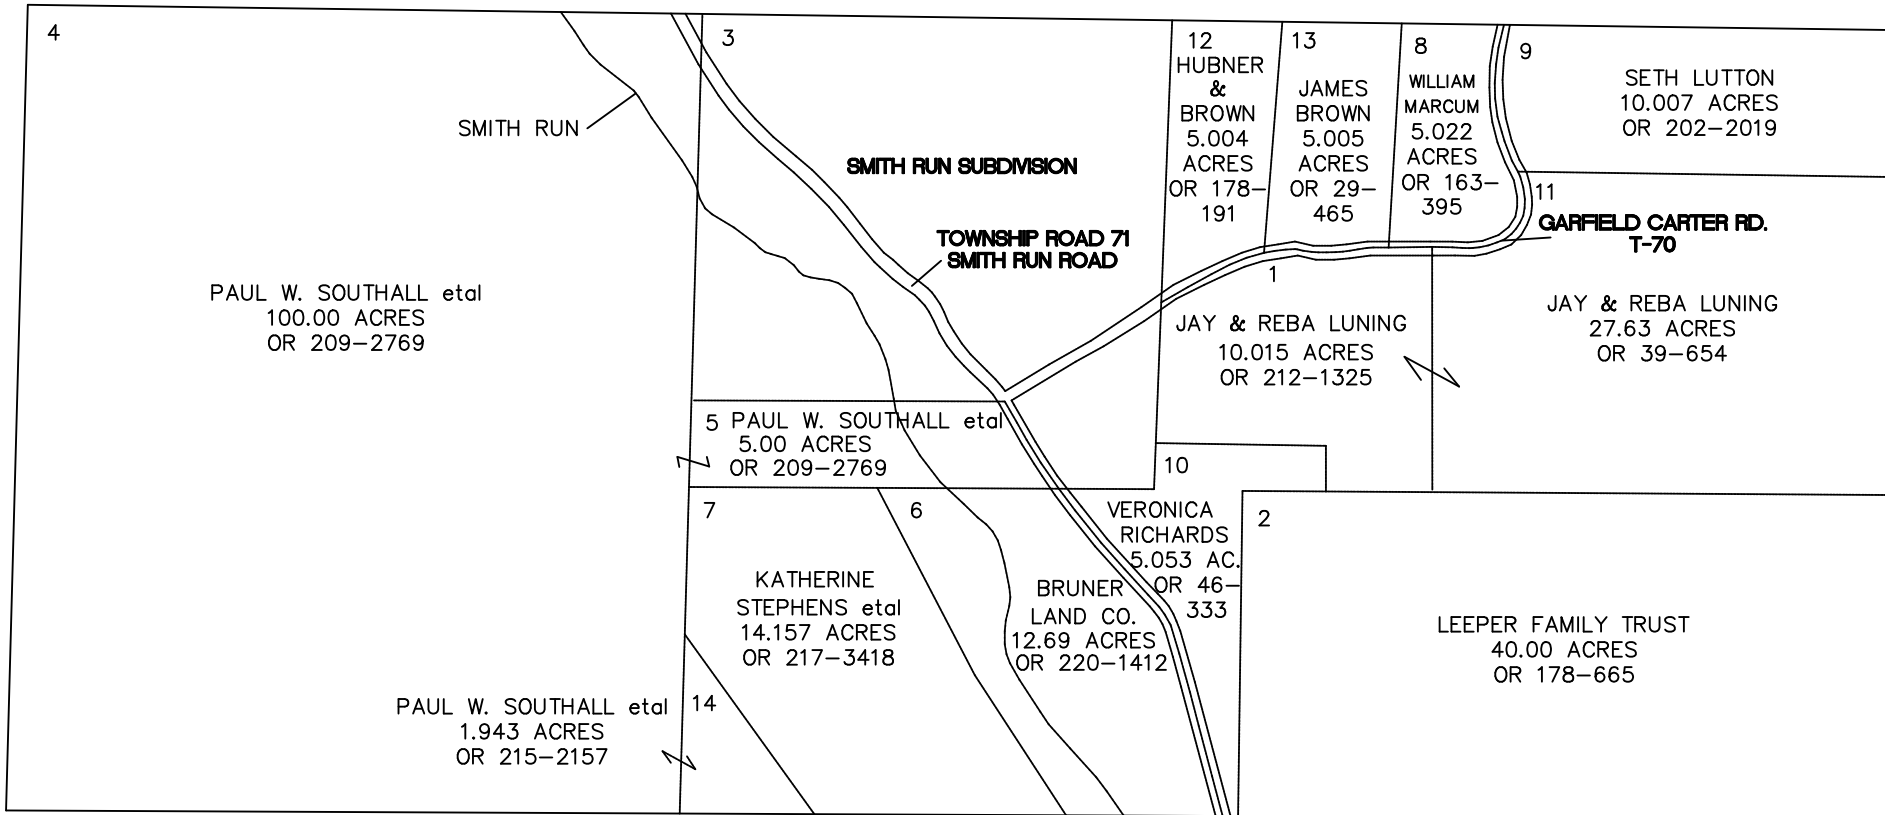 4
SMITH RUN
PAUL W. SOUTHALL etal
100.00 ACRES
OR 209-2769
3
SMITH RUN SUBDIVISION
TOWNSHIP ROAD 71
SMITH RUN ROAD
12
HUBNER
&
BROWN
5.004
ACRES
OR 178-
191
13
JAMES
BROWN
5.005
ACRES
OR 29-
465
8
WILLIAM
MARCUM
5.022
ACRES
OR 163-
395
9
SETH LUTTON
10.007 ACRES
OR 202-2019
11
GARFIELD CARTER RD.
T-70
JAY & REBA LUNING
27.63 ACRES
OR 39-654
1
JAY & REBA LUNING
10.015 ACRES
OR 212-1325
5 PAUL W. SOUTHALL etal
5.00 ACRES
OR 209-2769
10
VERONICA
RICHARDS
5.053 AC.
OR 46-
333
2
LEEPER FAMILY TRUST
40.00 ACRES
OR 178-665
7
KATHERINE
STEPHENS etal
14.157 ACRES
OR 217-3418
6
BRUNER
LAND CO.
12.69 ACRES
OR 220-1412
PAUL W. SOUTHALL etal
1.943 ACRES
OR 215-2157
14